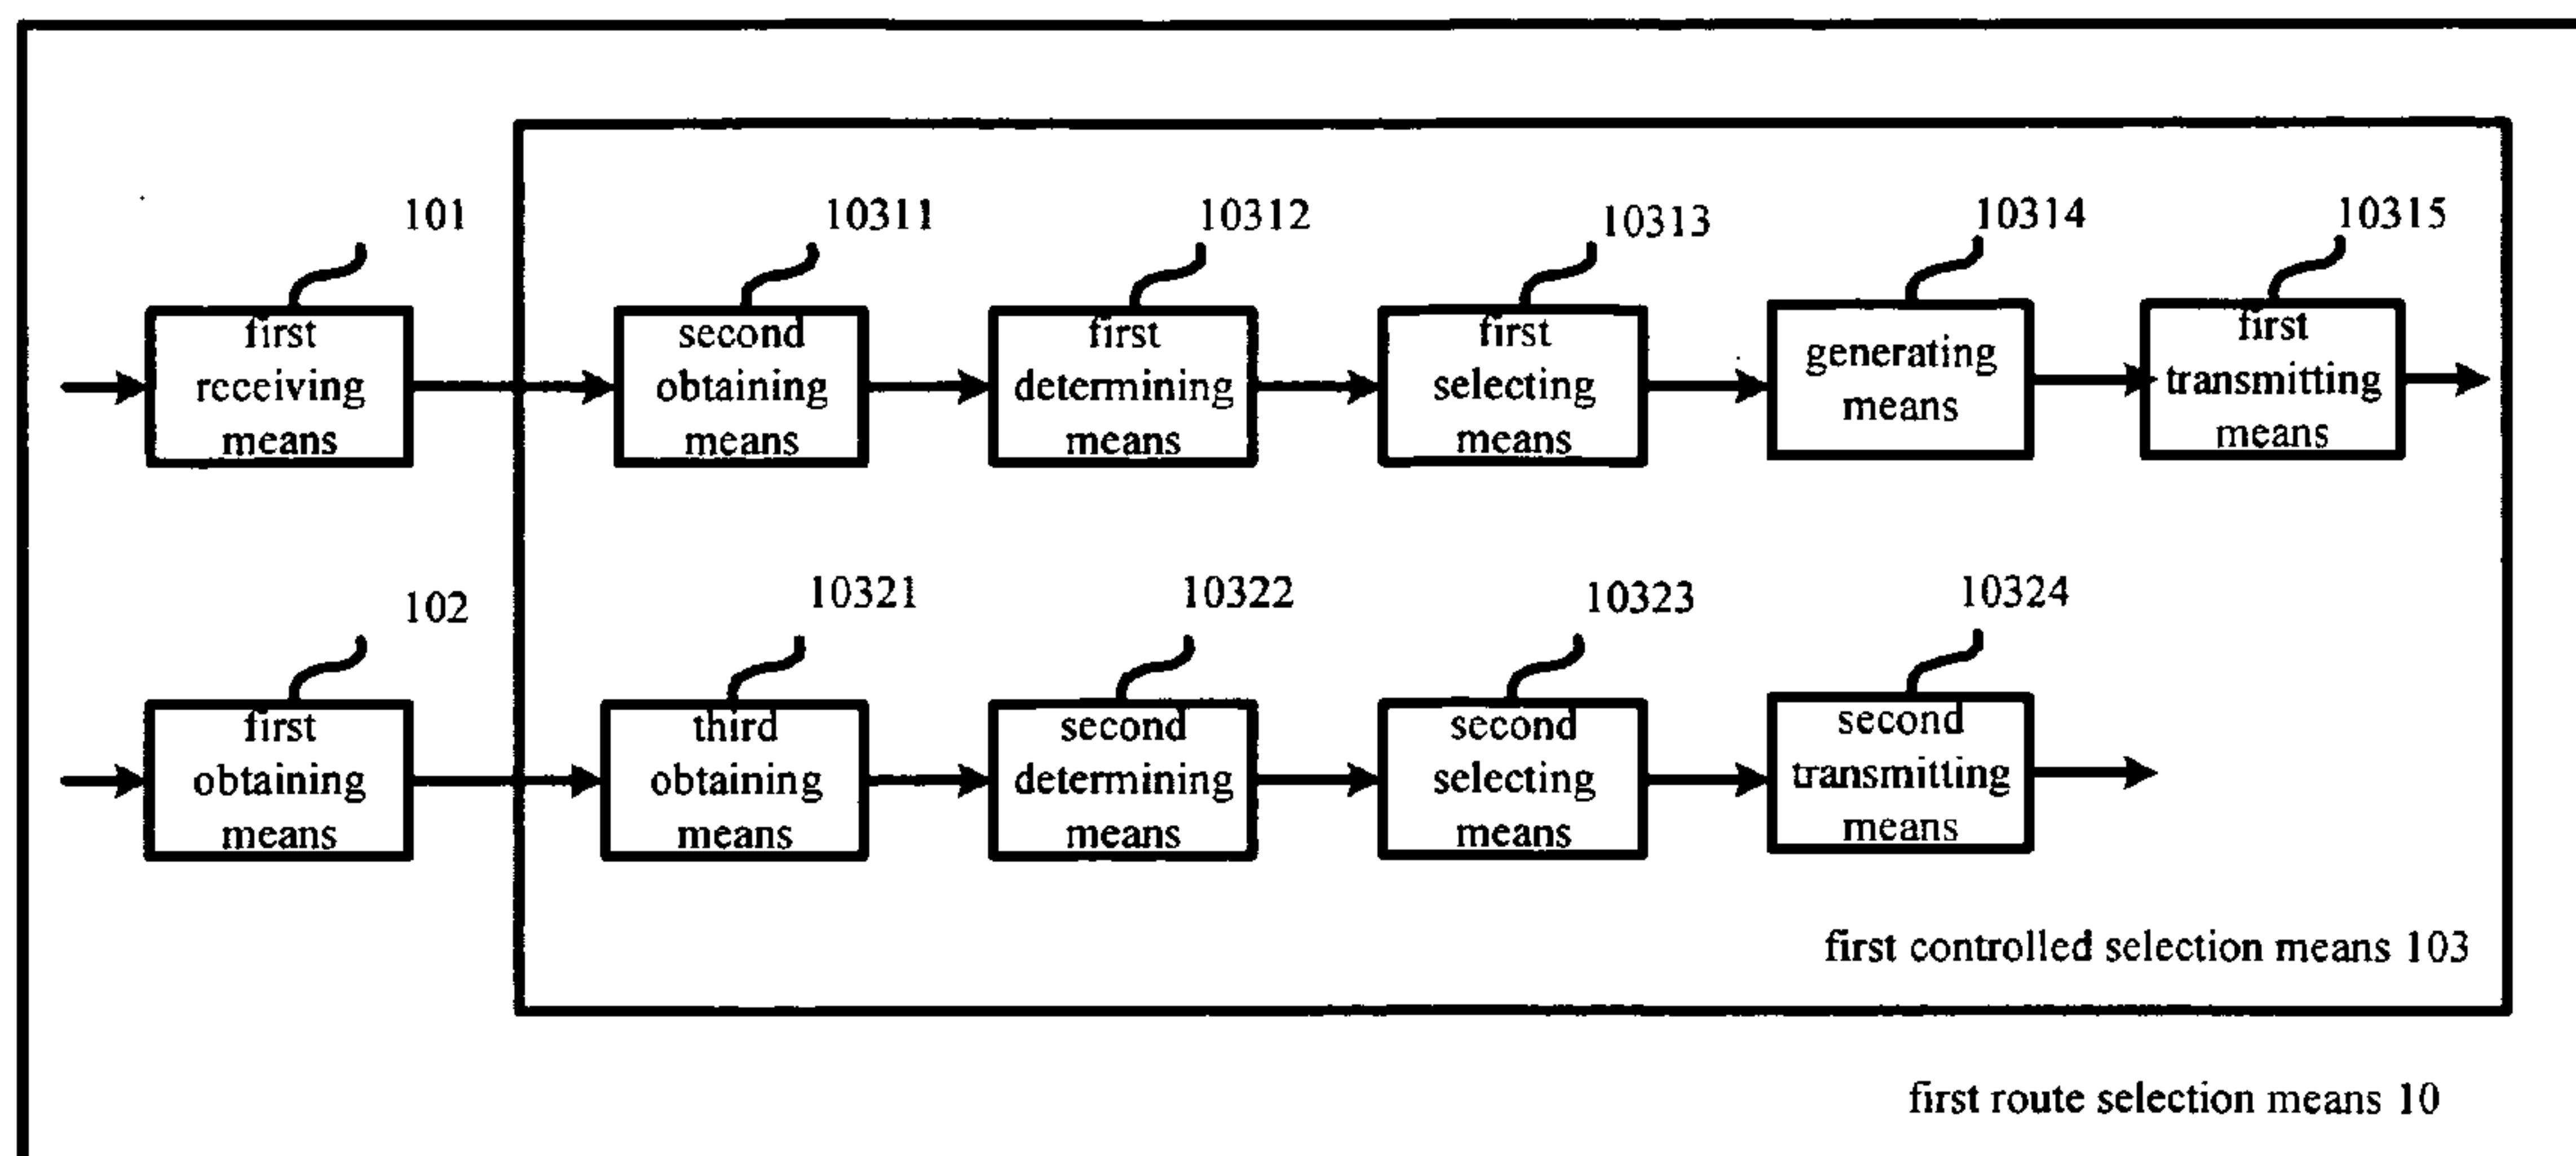 101
10311
10312
10313
10314
10315
first
receiving
means
second
obtaining
means
first
determining
means
first
selecting
means
generating
means
first
transmitting
means
102
10321
10322
10323
10324
first
obtaining
means
third
obtaining
means
second
determining
means
second
selecting
means
second
transmitting
means
first controlled selection means 103
first route selection means 10